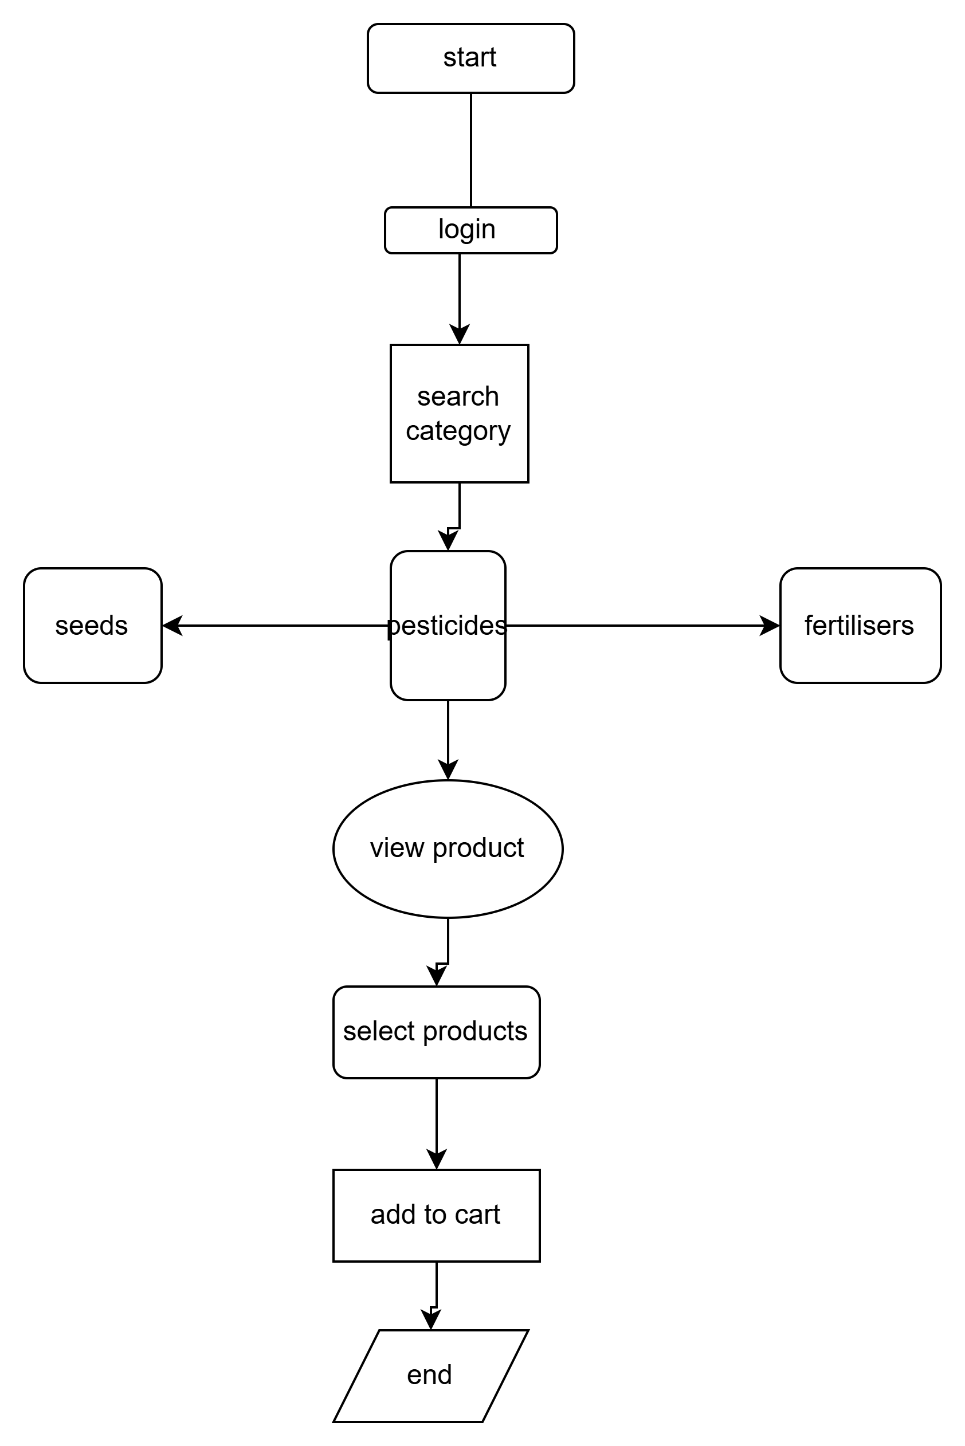 start
login
search
category
seeds
pesticides
fertilisers
view product
select products
add to cart
end